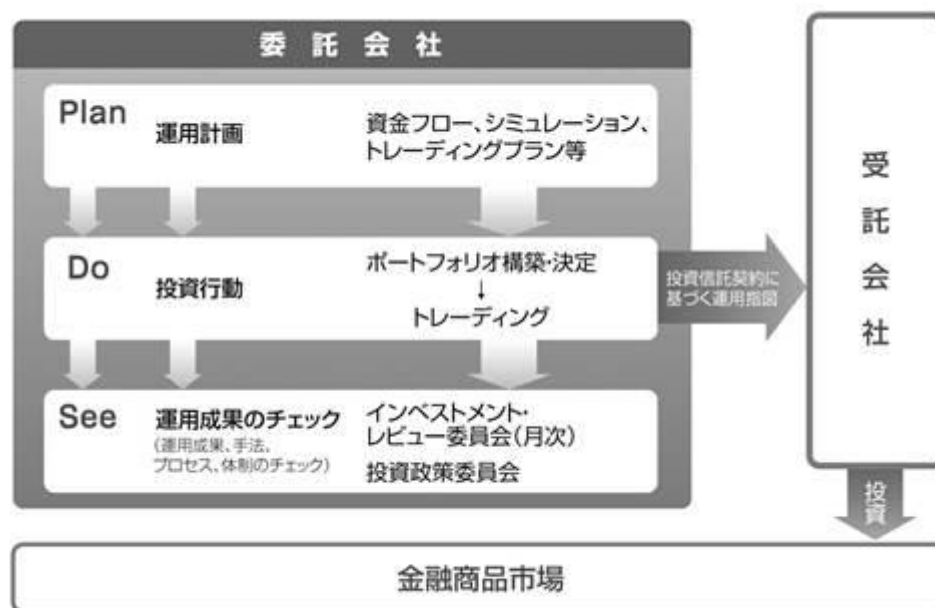 委託会社
Plan
運用計画
資金フロー、シミュレーション、
トレーディングプラン等
Do
投資行動
ポートフォリオ構築・決定
↓
トレーディング
投資信託契約に
基づく運用指図
See
運用成果のチェック
(運用成果、手法、
プロセス、体制のチェック)
インベストメント・
レビュー委員会(月次)
投資政策委員会
受託会社
投資
金融商品市場